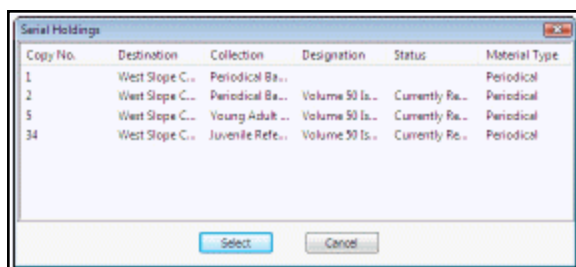 Serial Holdings
Copy No. Destination Collection Designation Status Material Type
1 West Slope C... Periodical Ba... Periodical
2 West Slope C... Periodical Ba... Volume 50 Is... Currently Re... Periodical
5 West Slope C... Young Adult ... Volume 50 Is... Currently Re... Periodical
34 West Slope C... Juvenile Refe... Volume 50 Is... Currently Re... Periodical
Select Cancel